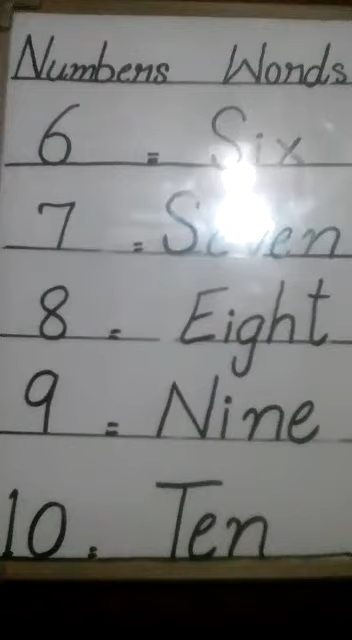 Numbers Words
6 = Six
7 = Seven
8 = Eight
9 = Nine
10 = Ten